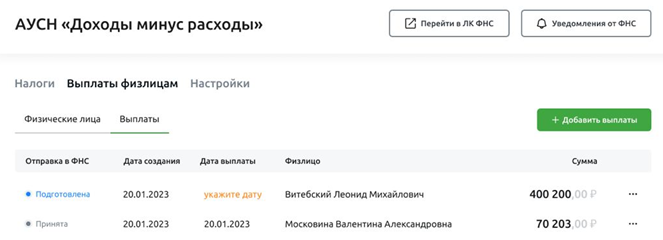 АУСН «Доходы минус расходы»
Перейти в ЛК ФНС
Уведомления от ФНС
Налоги Выплаты физлицам Настройки
Физические лица Выплаты
+ Добавить выплаты
Отправка в ФНС Дата создания Дата выплаты Физлицо Сумма
Подготовлена 20.01.2023 укажите дату Витебский Леонид Михайлович 400 200,00 ₽ ...
Принята 20.01.2023 20.01.2023 Московина Валентина Александровна 70 203,00 ₽ ...